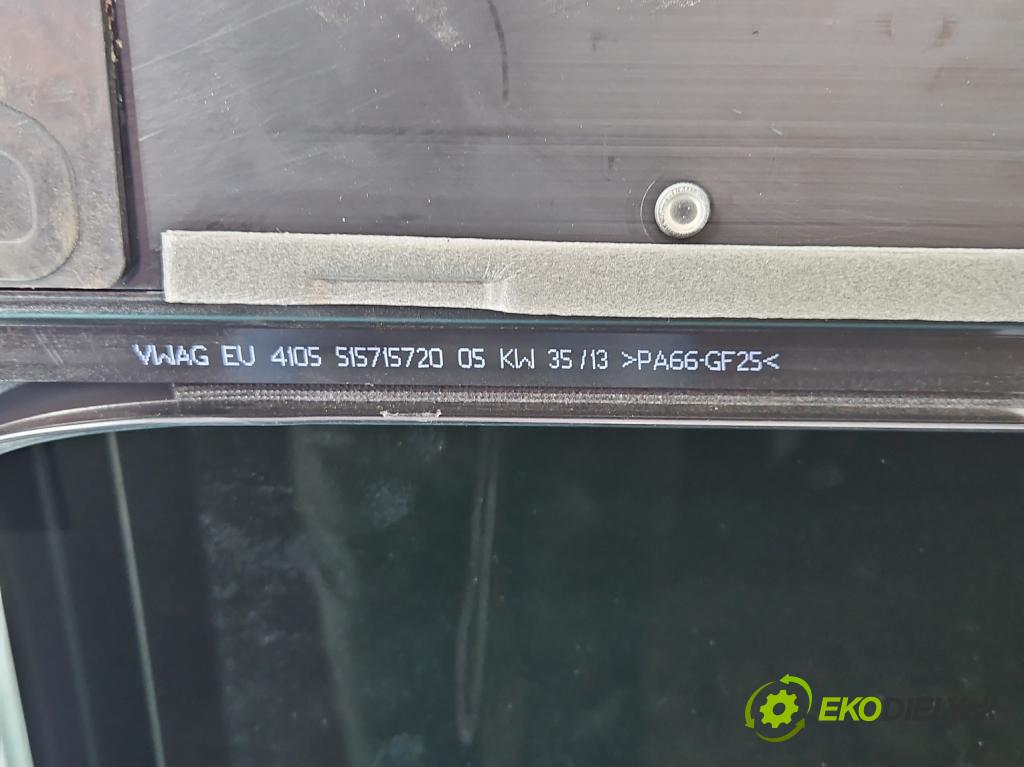 VWAG EU 4105 515715720 05 KW 35/13 >PA66-GF25<
EKODIELY